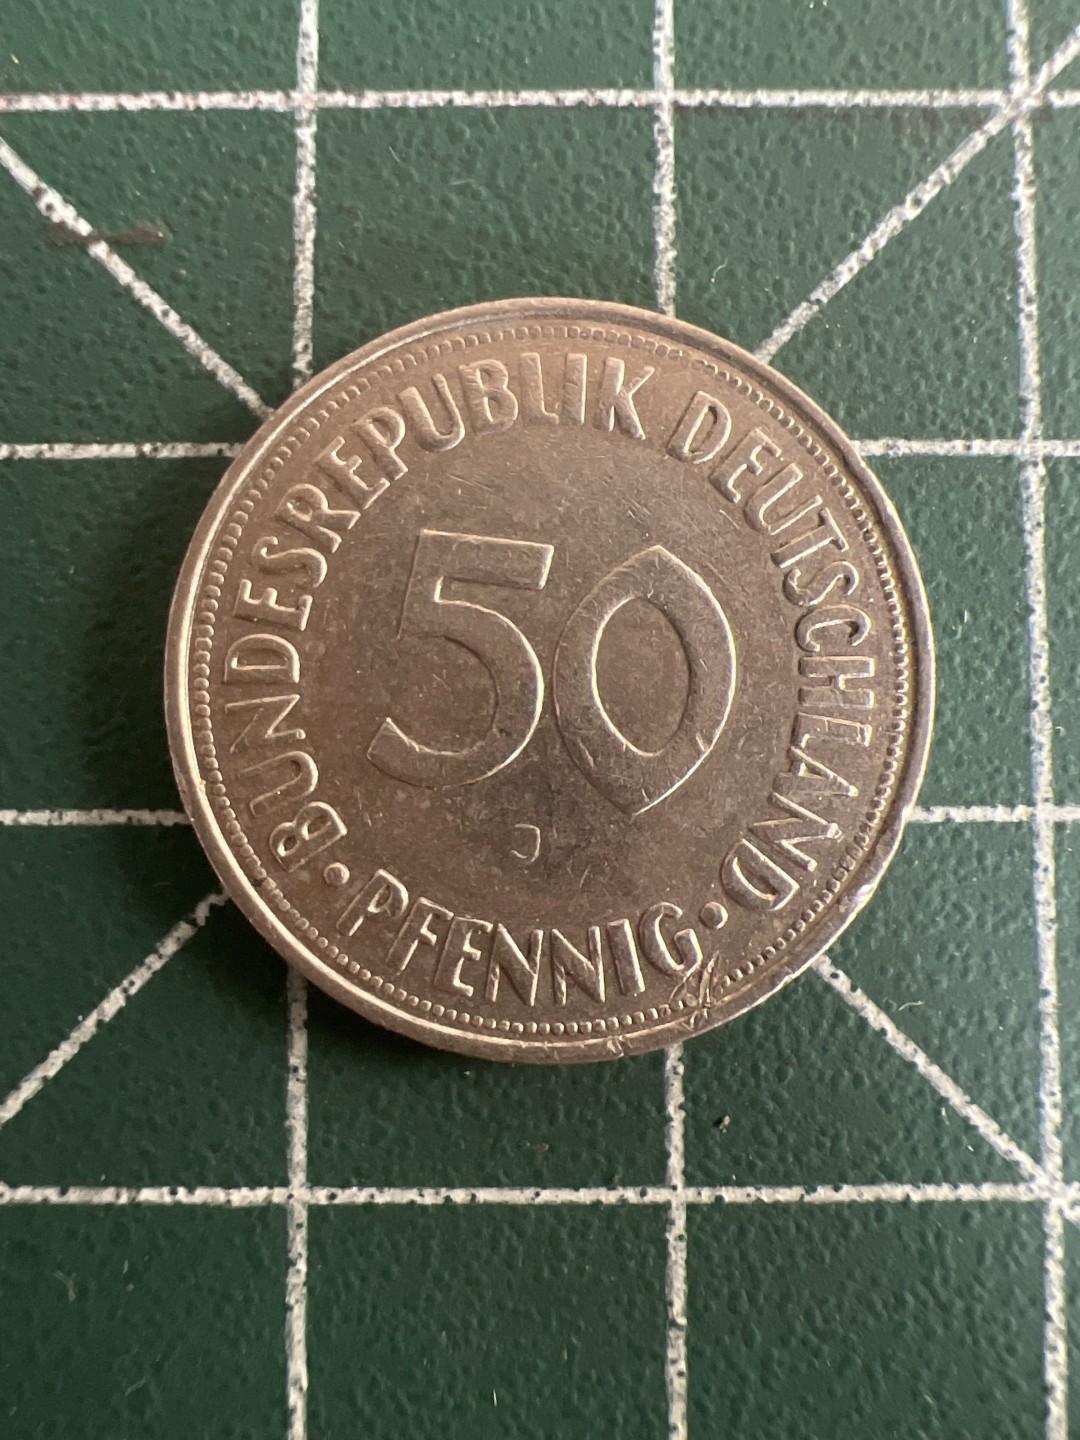 BUNDESREPUBLIK DEUTSCHLAND
50
J
· PFENNIG ·